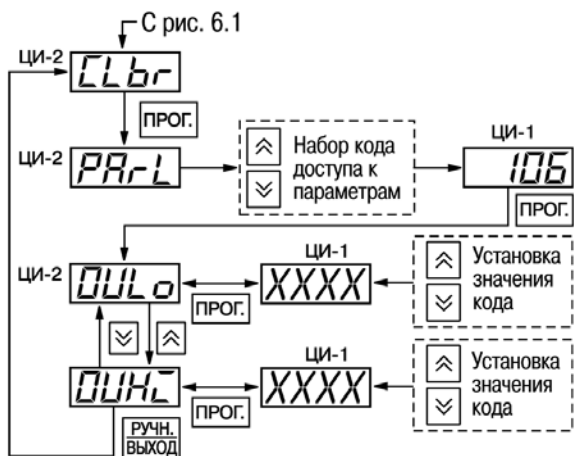 С рис. 6.1
ЦИ-2 CLbr
ПРОГ.
ЦИ-2 PArL
Набор кода
доступа к
параметрам
ЦИ-1
106
ПРОГ.
ЦИ-2 OULo
ПРОГ.
ЦИ-1
XXXX
Установка
значения
кода
OUHi
ПРОГ.
ЦИ-1
XXXX
Установка
значения
кода
РУЧН.
ВЫХОД